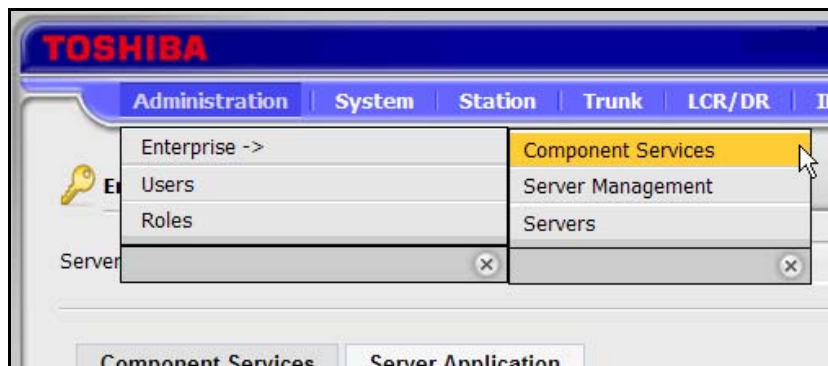 TOSHIBA
Administration System Station Trunk LCR/DR
Enterprise -> Component Services
Users Server Management
Roles Servers
Server
Component Services Server Application